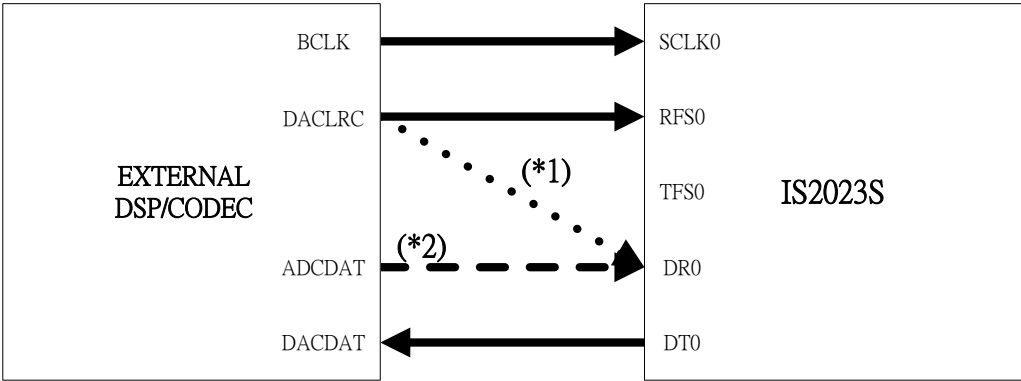 BCLK
SCLK0
DACLRC
RFS0
(*1)
EXTERNAL
DSP/CODEC
TFS0
IS2023S
(*2)
ADCDAT
DR0
DACDAT
DT0